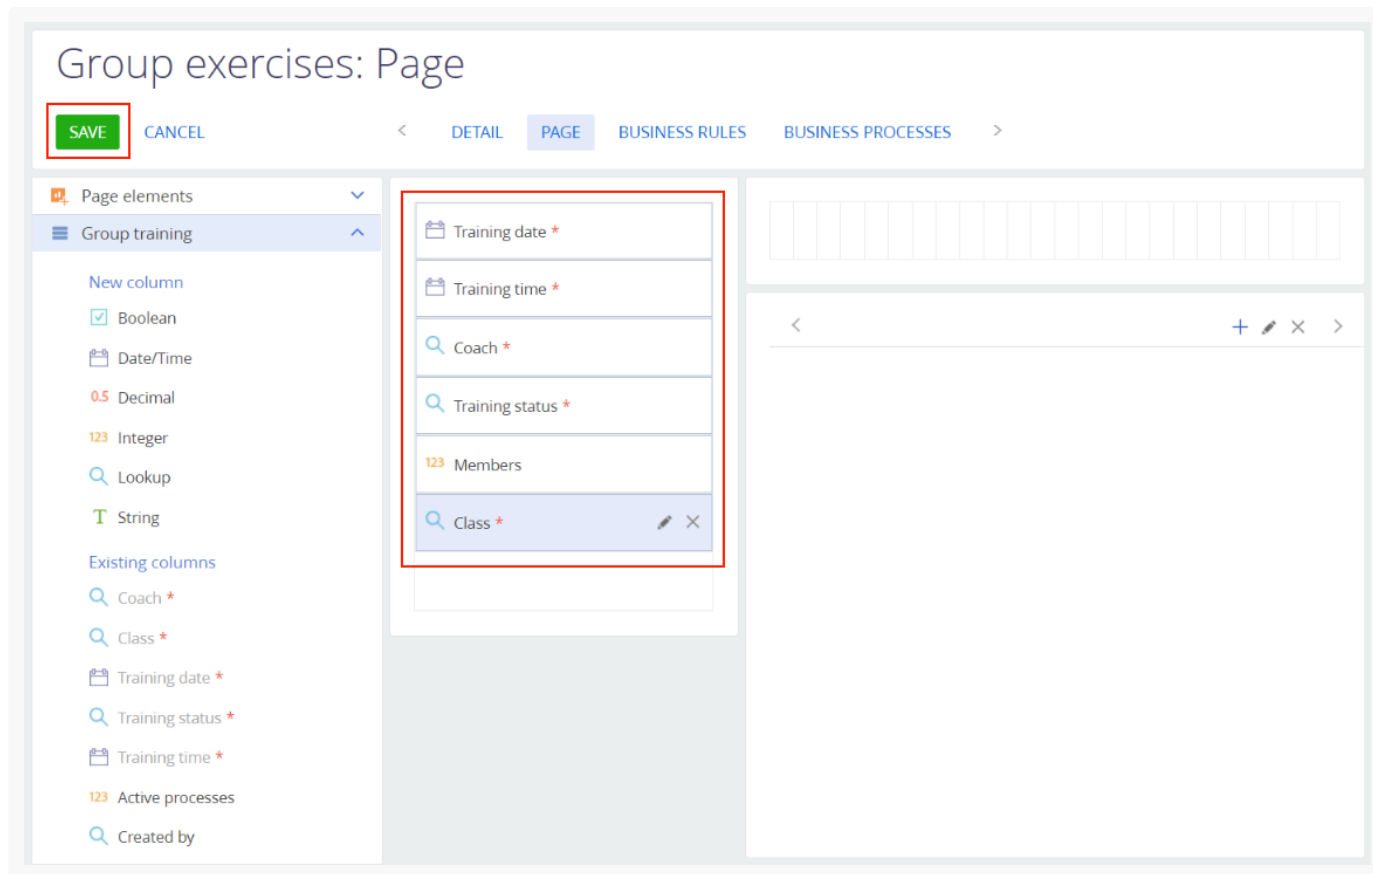 Group exercises: Page
SAVE CANCEL DETAIL PAGE BUSINESS RULES BUSINESS PROCESSES
Page elements
Group training
New column
Boolean
Date/Time
0.5 Decimal
123 Integer
Lookup
T String
Existing columns
Coach *
Class *
Training date *
Training status *
Training time *
123 Active processes
Created by
Training date *
Training time *
Coach *
Training status *
123 Members
Class *